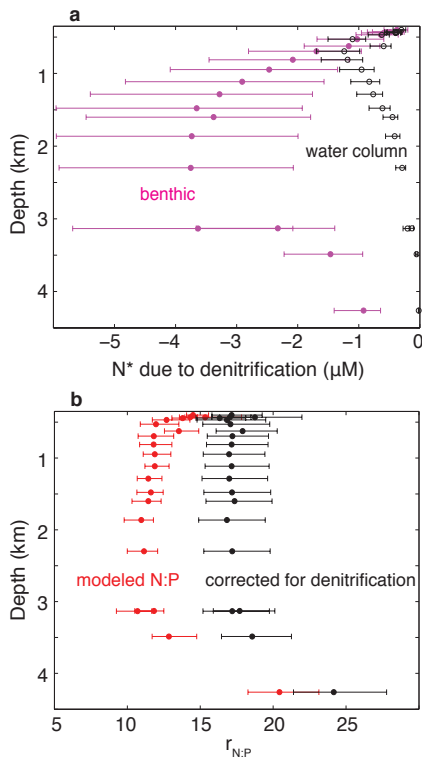 a
Depth (km)
1
2
3
4
water column
benthic
−5
−4
−3
−2
−1
0
N* due to denitrification (µM)
b
Depth (km)
1
2
3
4
modeled N:P
corrected for denitrification
5
10
15
20
25
r N:P